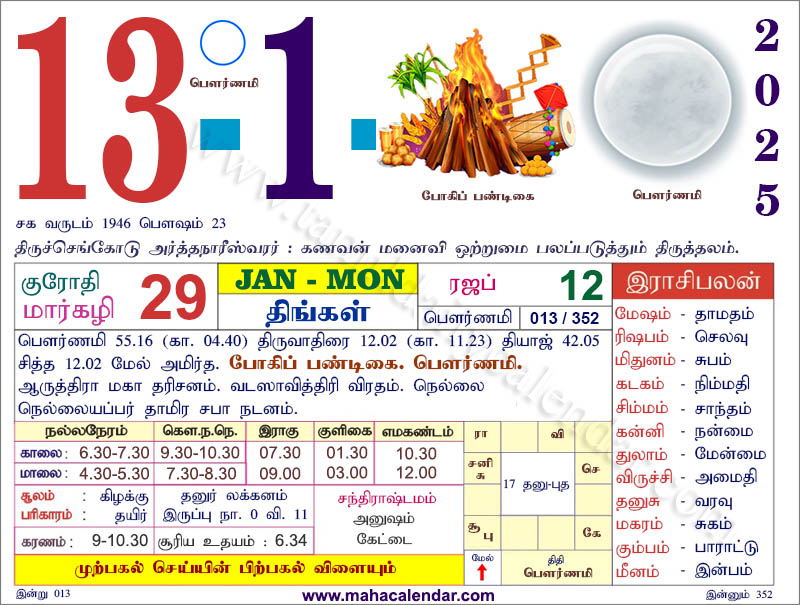 13 - 1 - 2025
பௌர்ணமி
போகிப் பண்டிகை
பௌர்ணமி
சக வருடம் 1946 பௌஷம் 23
திருச்செங்கோடு அர்த்தநாரீஸ்வரர் : கணவன் மனைவி ஒற்றுமை பலப்படுத்தும் திருத்தலம்.
குரோதி
மார்கழி 29
JAN - MON
திங்கள்
ரஜப் 12
பௌர்ணமி 013 / 352
பௌர்ணமி 55.16 (கா. 04.40) திருவாதிரை 12.02 (கா. 11.23) தியாஜ் 42.05
சித்த 12.02 மேல் அமிர்த. போகிப் பண்டிகை. பௌர்ணமி.
ஆருத்திரா மகா தரிசனம். வடஸாவித்திரி விரதம். நெல்லை
நெல்லையப்பர் தாமிர சபா நடனம்.
நல்லநேரம் கௌ.ந.நெ. இராகு குளிகை எமகண்டம்
காலை: 6.30-7.30 9.30-10.30 07.30 01.30 10.30
மாலை: 4.30-5.30 7.30-8.30 09.00 03.00 12.00
சூலம் : கிழக்கு
பரிகாரம் : தயிர்
தனுர் லக்கனம்
இருப்பு நா. 0 வி. 11
சந்திராஷ்டமம்
அனுஷம்
கேட்டை
கரணம் : 9-10.30 சூரிய உதயம் : 6.34
முற்பகல் செய்யின் பிற்பகல் விளையும்
ரா வி
சனி
சு
17 தனு-புத
செ
சூ
பு
கே
மேல்
திதி
பௌர்ணமி
இராசிபலன்
மேஷம் - தாமதம்
ரிஷபம் - செலவு
மிதுனம் - சுபம்
கடகம் - நிம்மதி
சிம்மம் - சாந்தம்
கன்னி - நன்மை
துலாம் - மேன்மை
விருச்சி - அமைதி
தனுசு - வரவு
மகரம் - சுகம்
கும்பம் - பாராட்டு
மீனம் - இன்பம்
இன்று 013
www.mahacalendar.com
இன்னும் 352